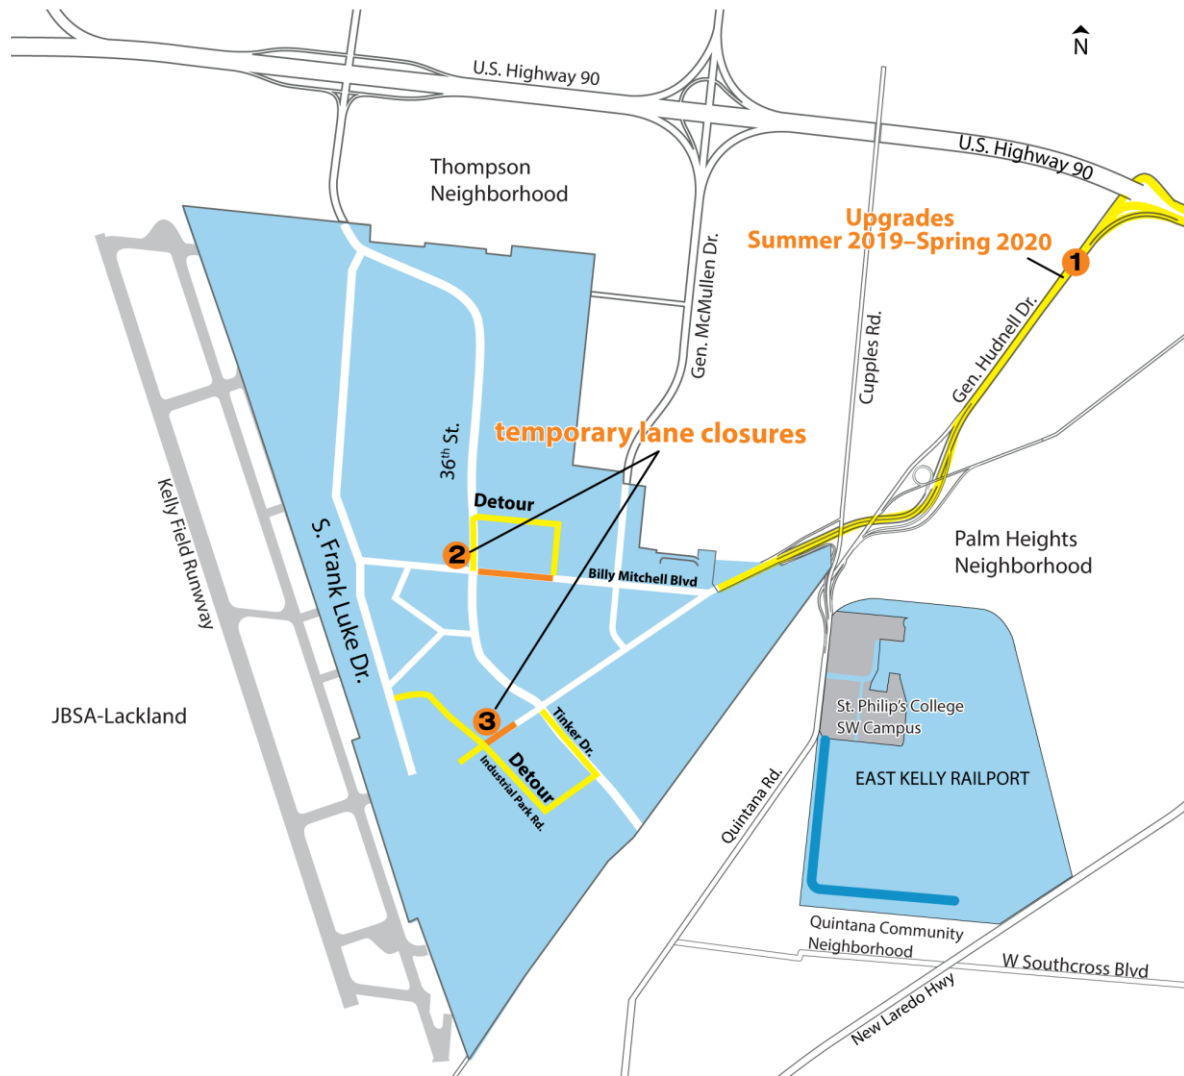 N
U.S. Highway 90
U.S. Highway 90
Thompson
Neighborhood
Upgrades
Summer 2019–Spring 2020
1
Gen. McMullen Dr.
Cupples Rd.
Gen. Hudnell Dr.
temporary lane closures
36th St.
Detour
2
Billy Mitchell Blvd
Kelly Field Runwvay
S. Frank Luke Dr.
Palm Heights
Neighborhood
JBSA-Lackland
3
Tinker Dr.
Detour
Industrial Park Rd.
St. Philip's College
SW Campus
EAST KELLY RAILPORT
Quintana Rd.
Quintana Community
Neighborhood
W Southcross Blvd
New Laredo Hwy